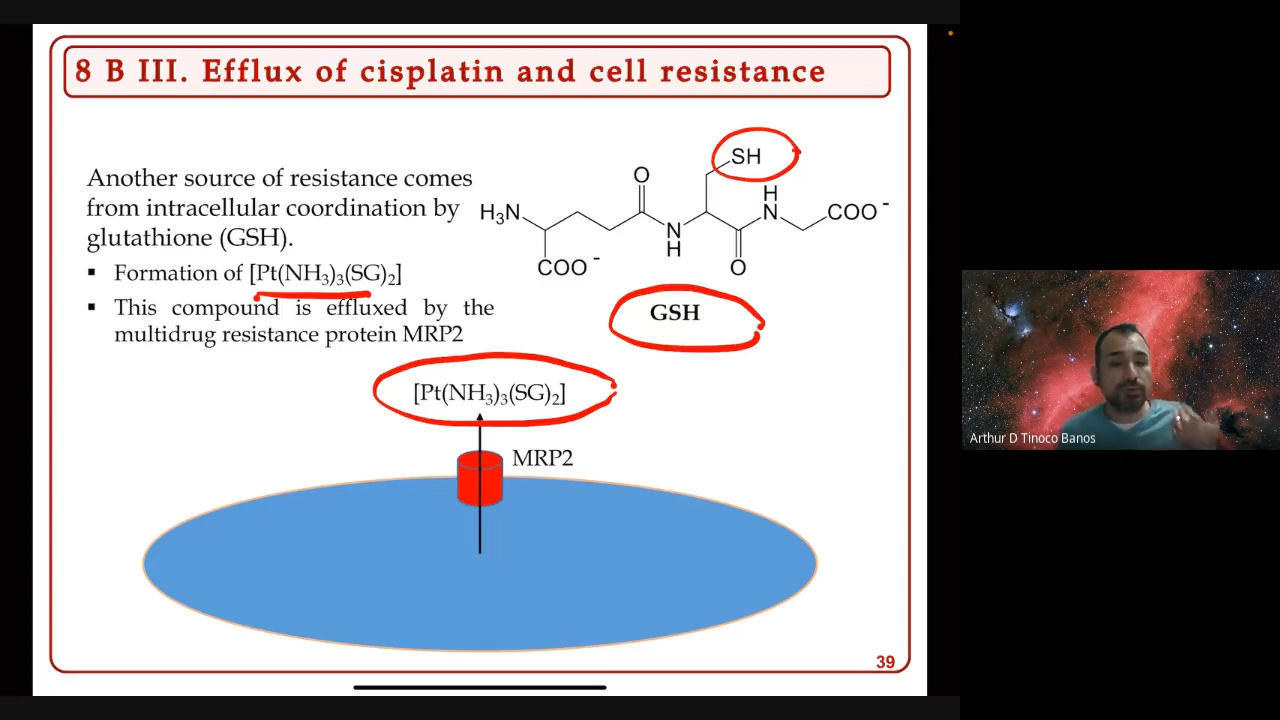 8 B III. Efflux of cisplatin and cell resistance
Another source of resistance comes
from intracellular coordination by
glutathione (GSH).
▪ Formation of [Pt(NH₃)₃(SG)₂]
▪ This compound is effluxed by the
multidrug resistance protein MRP2
SH
O
H
H₃N
COO⁻
N
N
H
COO⁻
O
GSH
[Pt(NH₃)₃(SG)₂]
MRP2
39
Arthur D Tinoco Banos